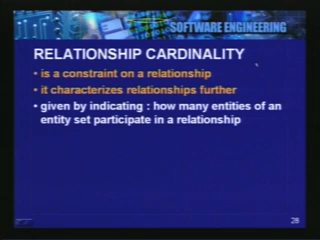 SOFTWARE ENGINEERING
RELATIONSHIP CARDINALITY
• is a constraint on a relationship
• it characterizes relationships further
• given by indicating : how many entities of an
entity set participate in a relationship
28